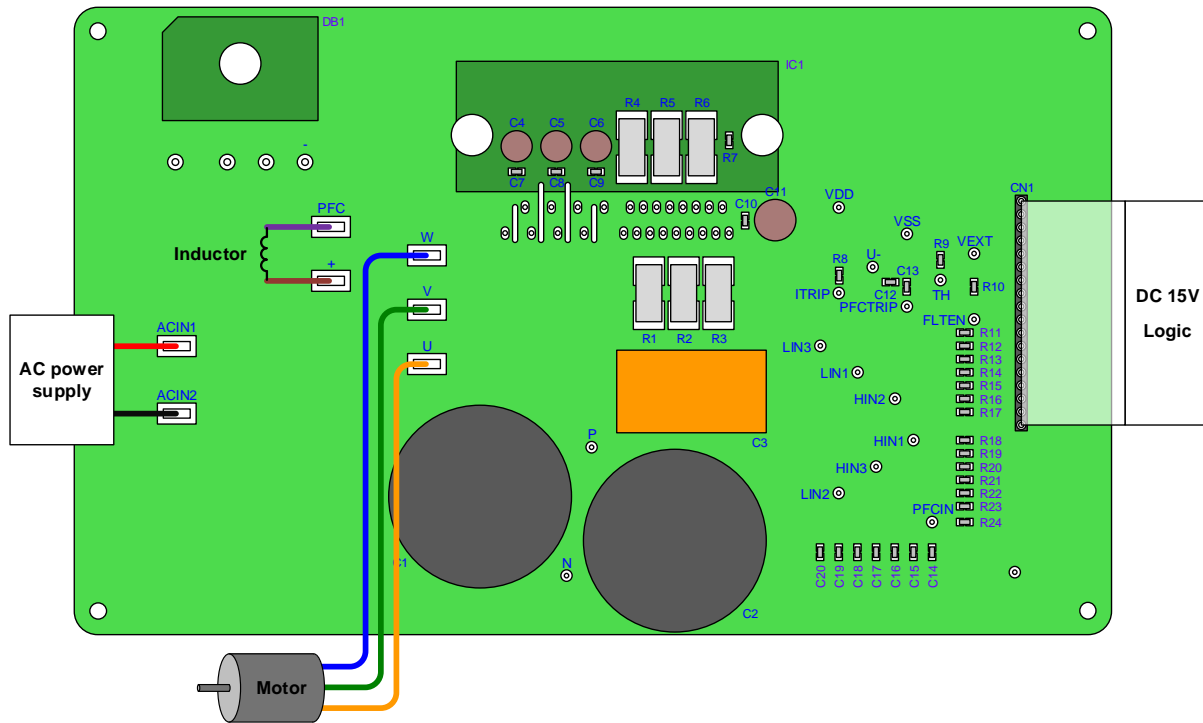 DB1
IC1
R4 R5 R6
C4 C5 C6
R7
C7 C8 C9
-
C10 C11
VDD
CN1
PFC
VSS
W
VEXT
Inductor
U-
R9
+
R8
C13
C12
TH
R10
ITRIP
V
PFCTRIP
DC 15V
Logic
FLTEN
ACIN1
R1 R2 R3
R11
AC power
supply
U
LIN3
R12
R13
LIN1
R14
R15
ACIN2
HIN2
R16
R17
P
C3
HIN1
R18
R19
HIN3
R20
R21
LIN2
R22
R23
PFCIN
R24
C1
N
C20 C19 C18 C17 C16 C15 C14
C2
Motor